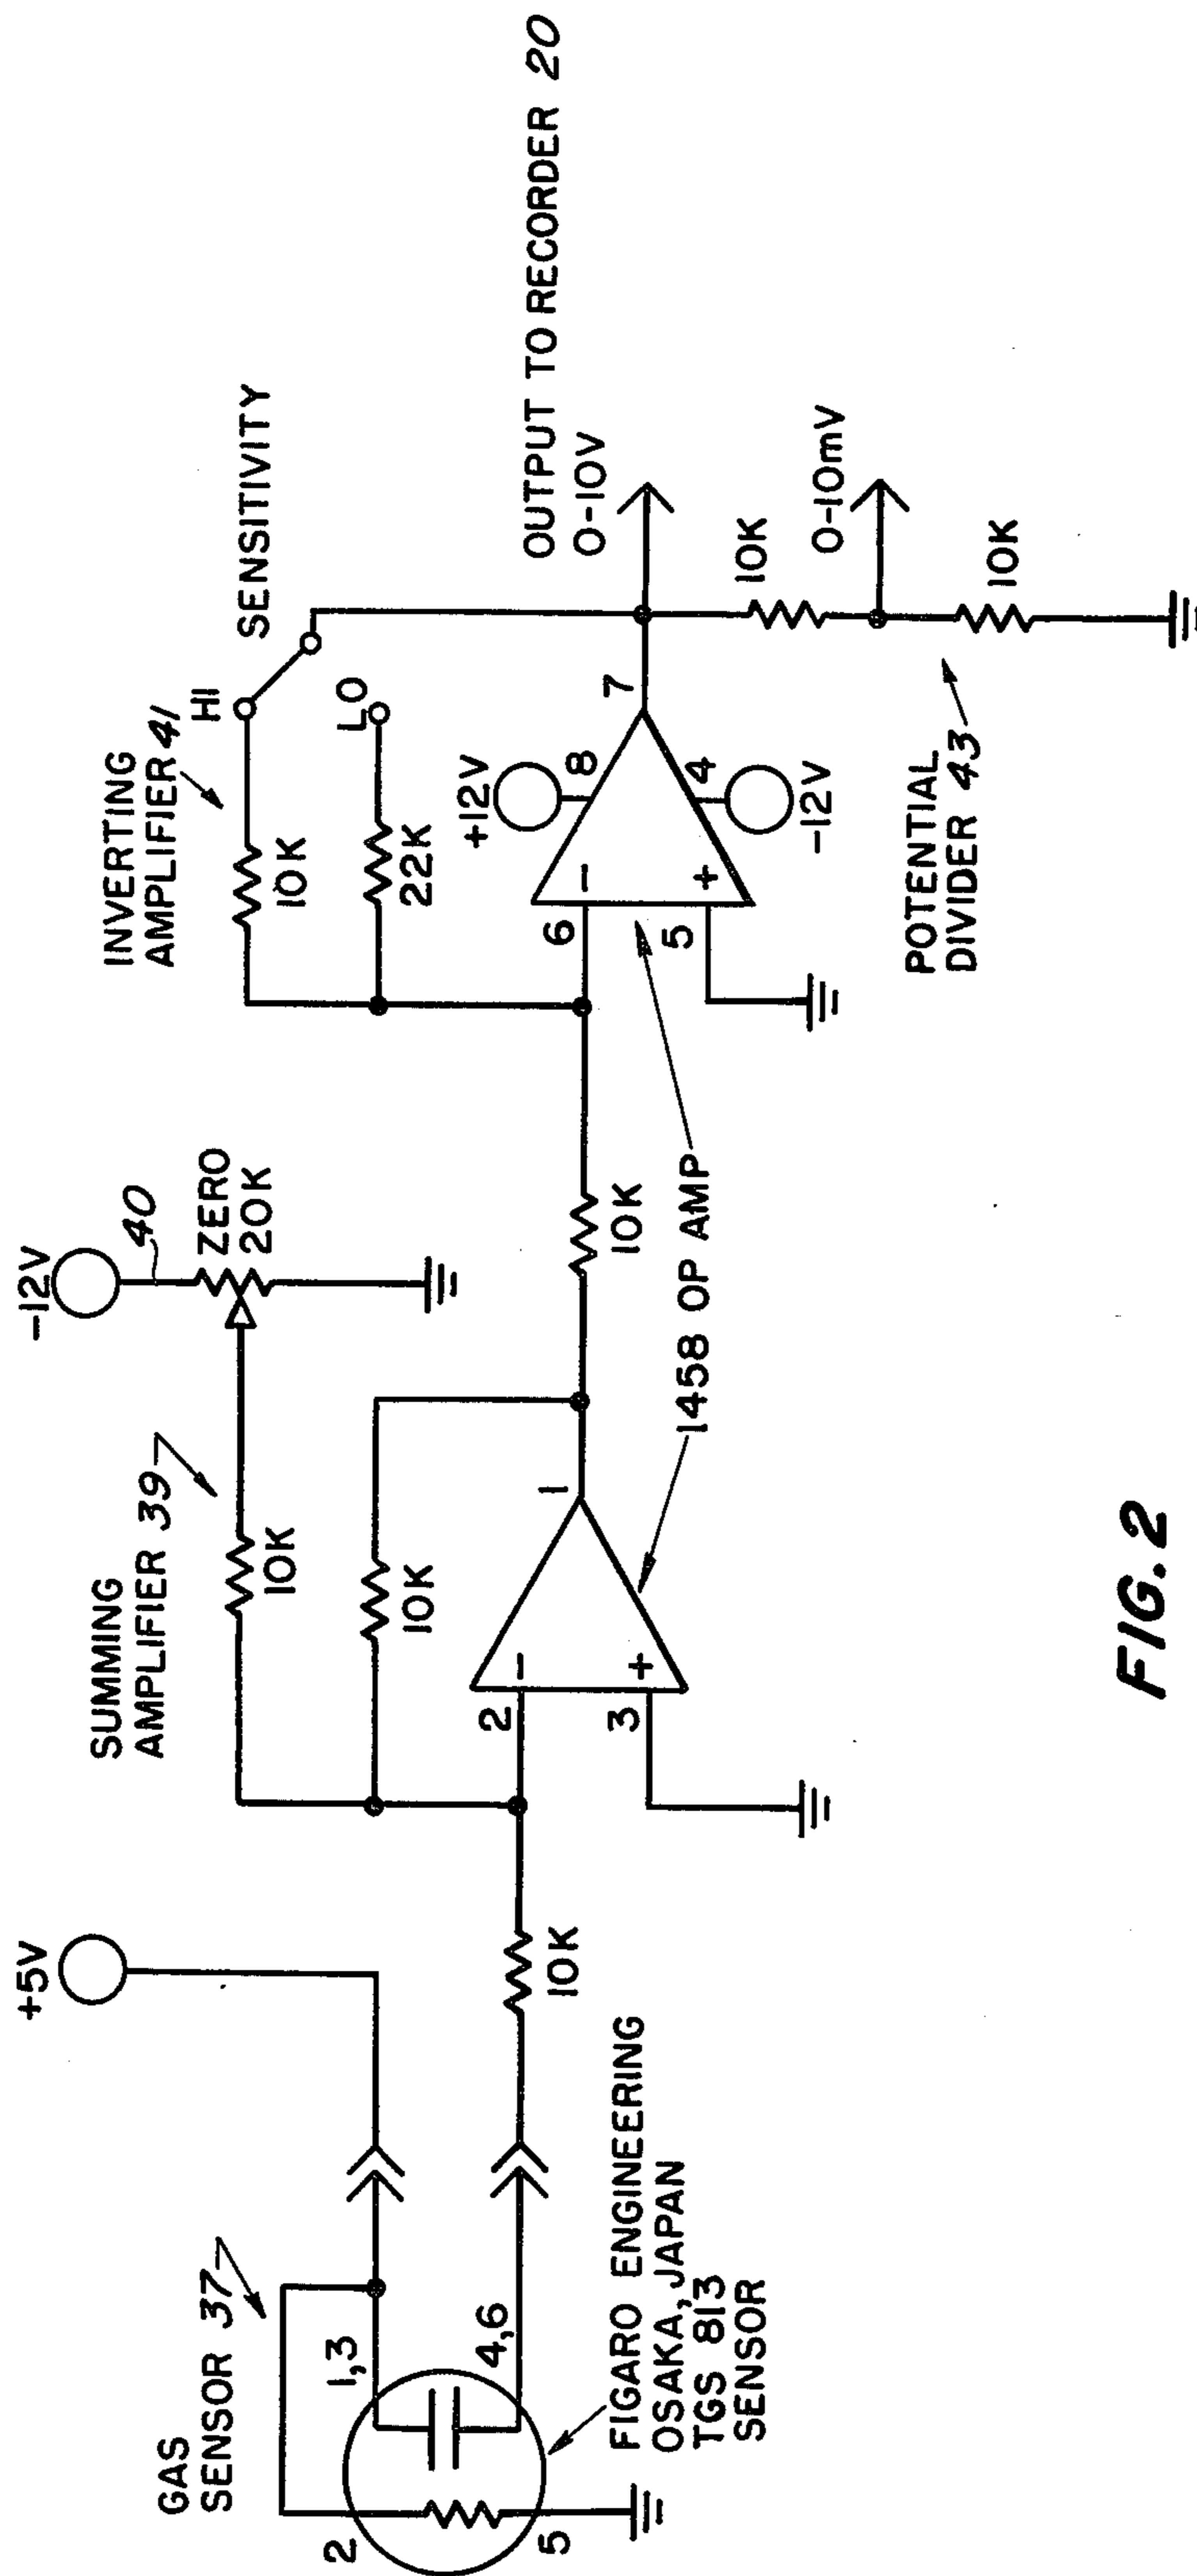 GAS
SENSOR 37
2
5
1,3
4,6
FIGARO ENGINEERING
OSAKA, JAPAN
TGS 813
SENSOR
+5V
10K
SUMMING
AMPLIFIER 39
10K
10K
2
3
-
+
1
-12V
40
ZERO
20K
10K
1458 OP AMP
INVERTING
AMPLIFIER 41
10K
22K
HI
LO
SENSITIVITY
6
5
-
+
+12V
8
4
-12V
7
OUTPUT TO RECORDER 20
0-10V
10K
0-10mV
10K
POTENTIAL
DIVIDER 43
FIG. 2